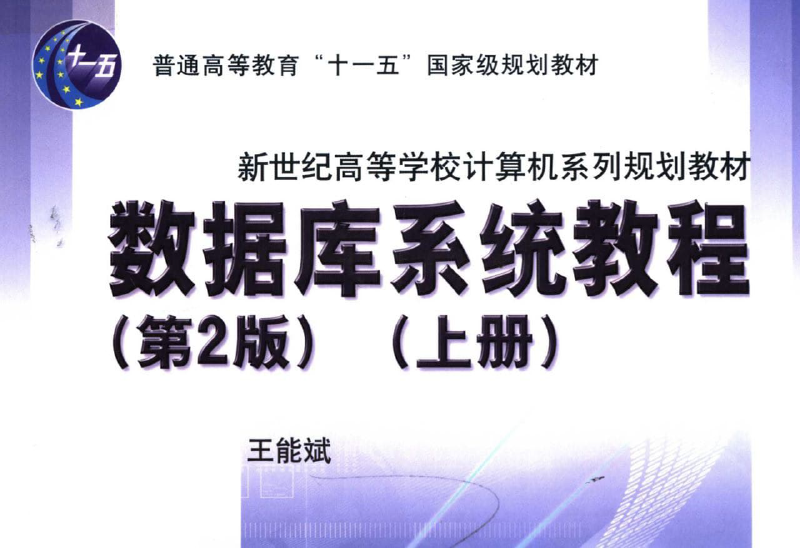 十一五
普通高等教育“十一五”国家级规划教材
新世纪高等学校计算机系列规划教材
数据库系统教程
（第2版）（上册）
王能斌